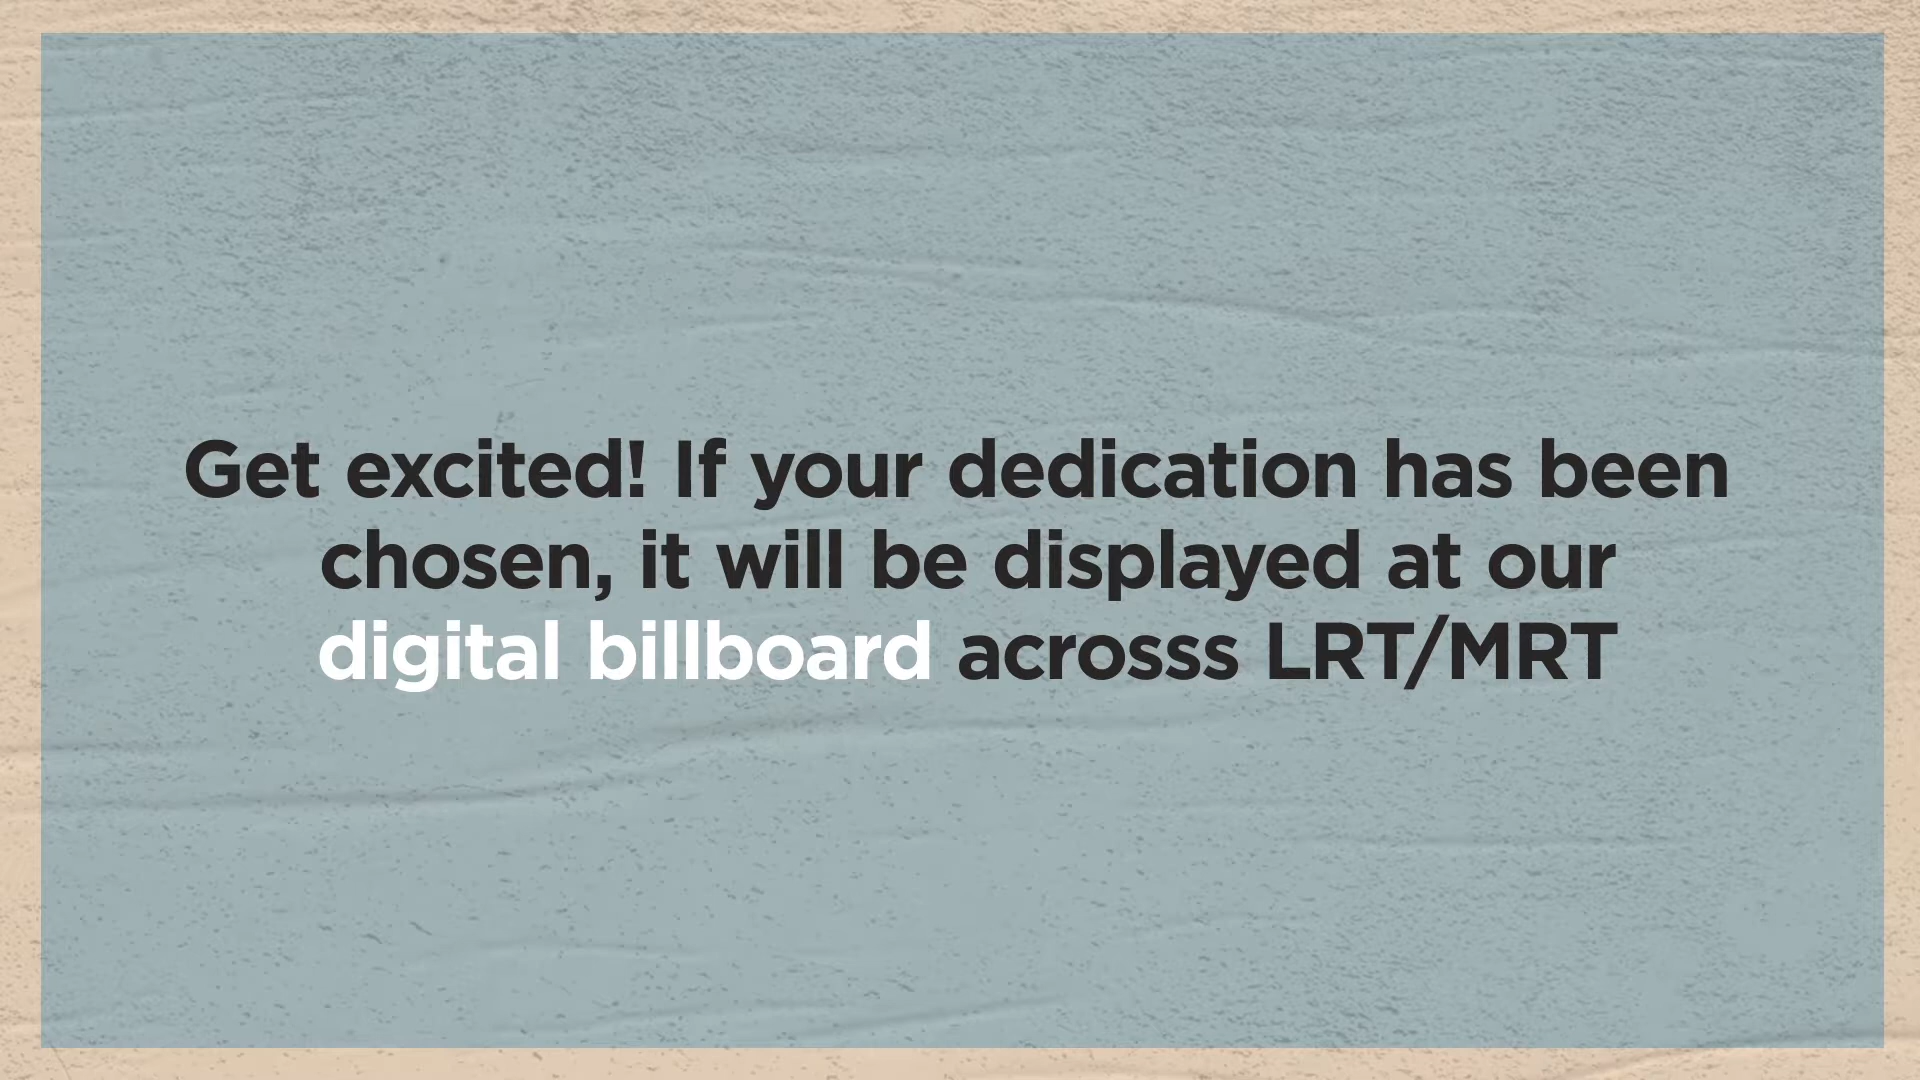 Get excited! If your dedication has been
chosen, it will be displayed at our
digital billboard acrosss LRT/MRT